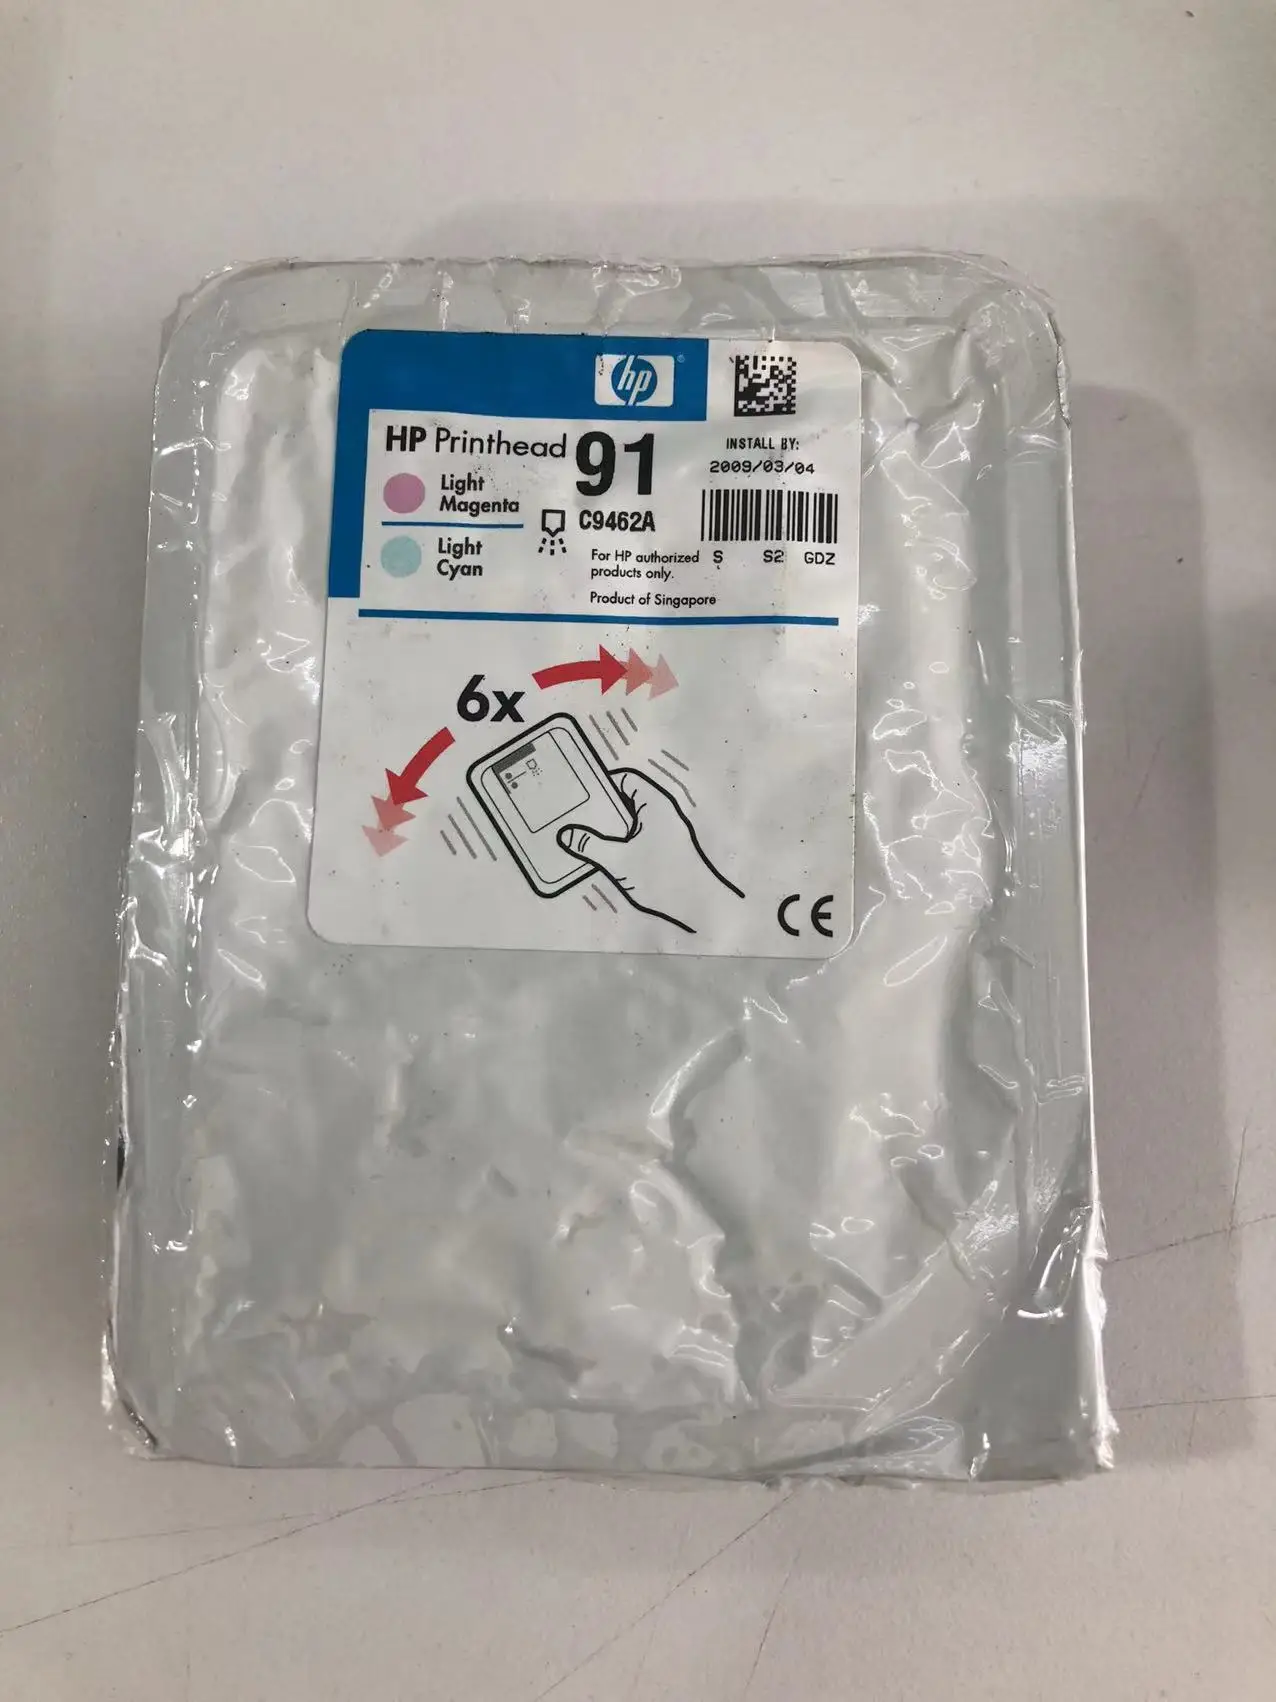 hp
HP Printhead 91
INSTALL BY:
2009/03/04
Light
Magenta
C9462A
Light
Cyan
For HP authorized
products only.
S S2 GDZ
Product of Singapore
6x
CE